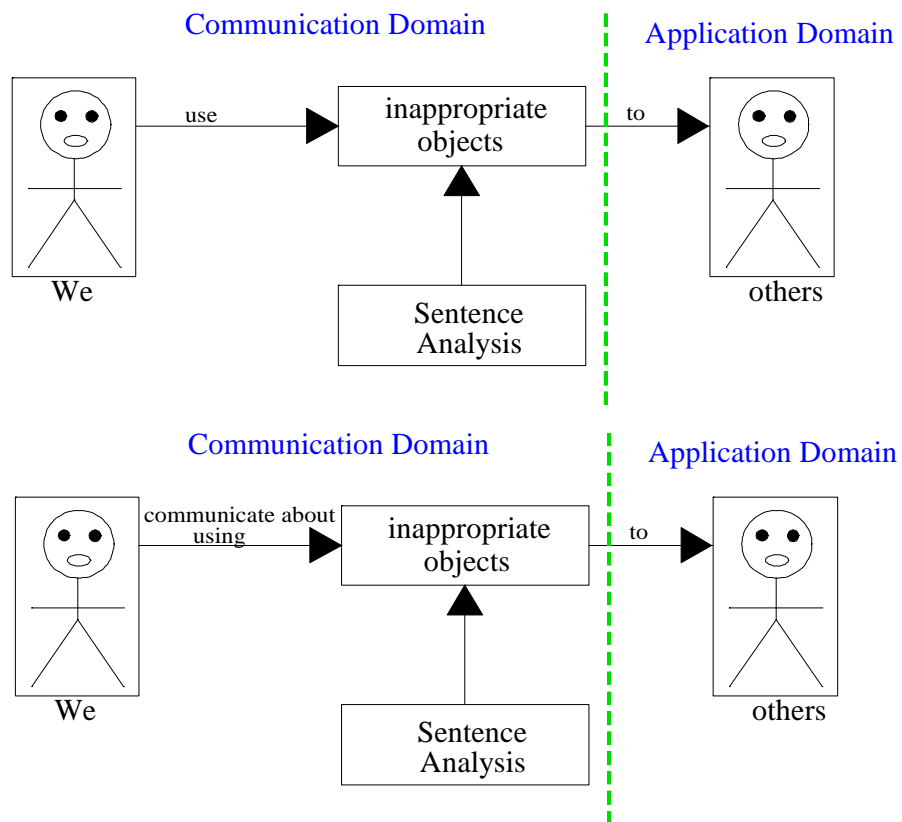 Communication Domain
Application Domain
use
inappropriate
objects
to
We
others
Sentence
Analysis
Communication Domain
Application Domain
communicate about
using
inappropriate
objects
to
We
others
Sentence
Analysis